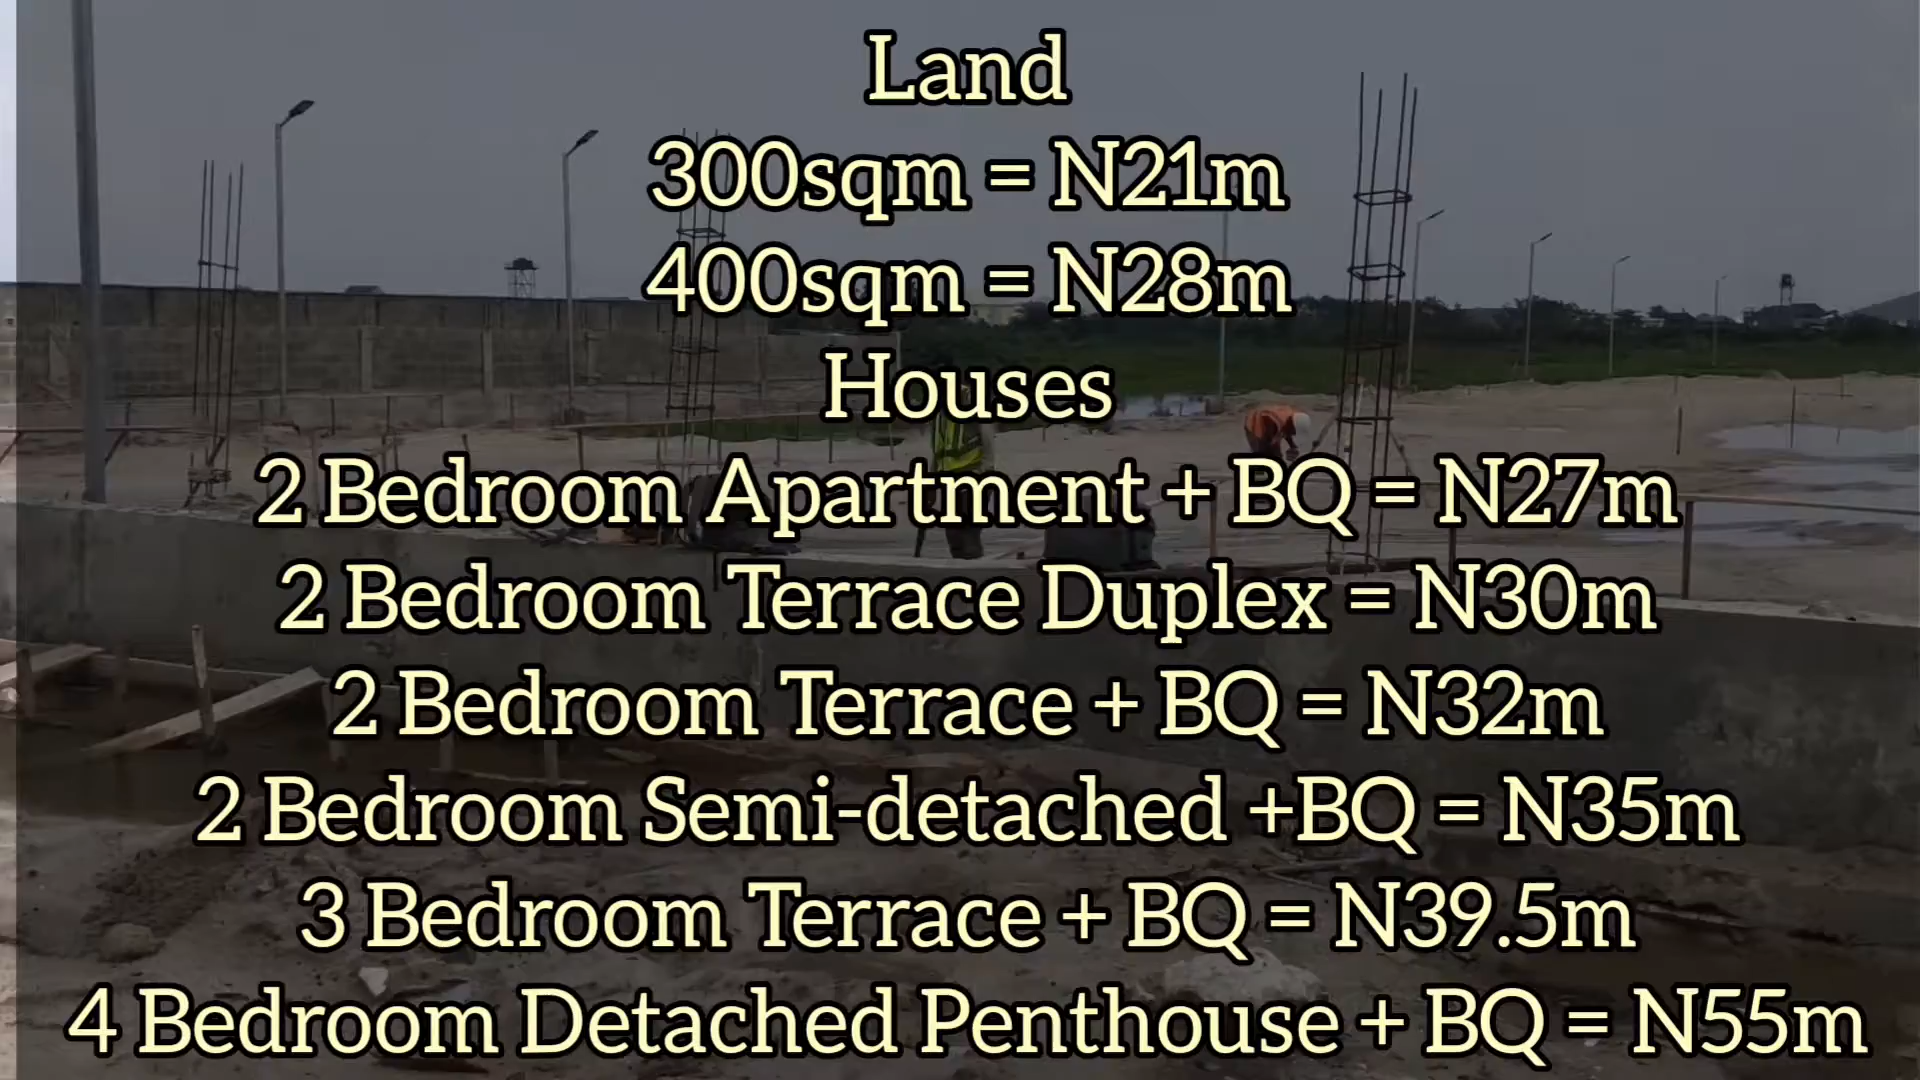 Land
300sqm = N21m
400sqm = N28m
Houses
2 Bedroom Apartment + BQ = N27m
2 Bedroom Terrace Duplex = N30m
2 Bedroom Terrace + BQ = N32m
2 Bedroom Semi-detached +BQ = N35m
3 Bedroom Terrace + BQ = N39.5m
4 Bedroom Detached Penthouse + BQ = N55m